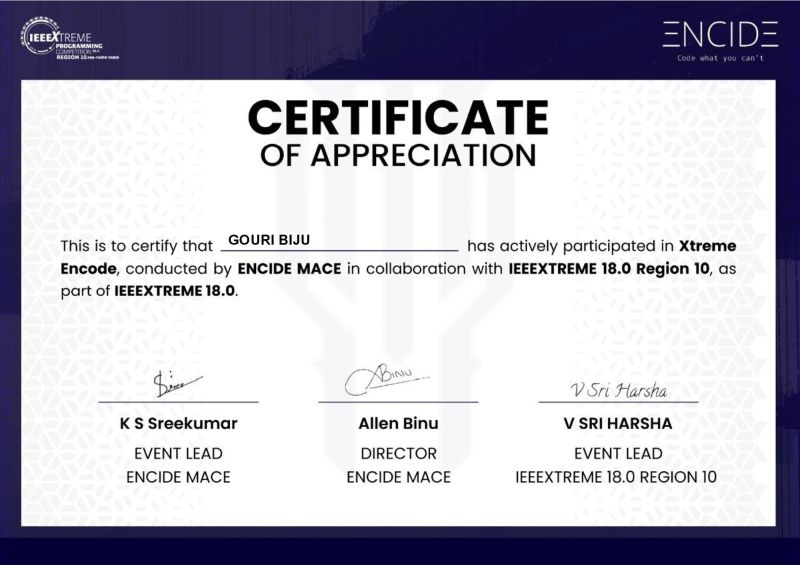 IEEEXTREME
PROGRAMMING
COMPETITION 18.0
REGION 10 ASIA-PACIFIC REGION
ENCIDE
Code what you can't
CERTIFICATE
OF APPRECIATION
This is to certify that GOURI BIJU has actively participated in Xtreme
Encode, conducted by ENCIDE MACE in collaboration with IEEEXTREME 18.0 Region 10, as
part of IEEEXTREME 18.0.
Binu
V Sri Harsha
K S Sreekumar
Allen Binu
V SRI HARSHA
EVENT LEAD
DIRECTOR
EVENT LEAD
ENCIDE MACE
ENCIDE MACE
IEEEXTREME 18.0 REGION 10